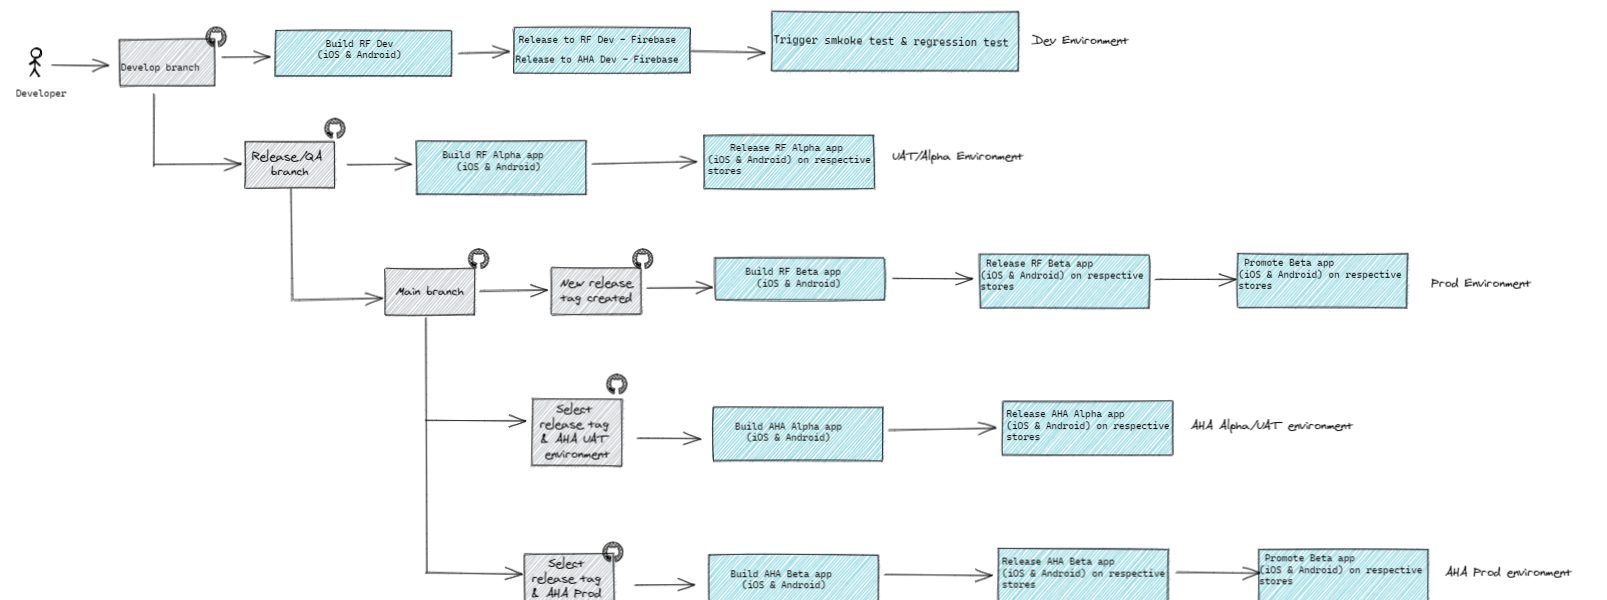 Developer
Develop branch
Build RF Dev
(iOS & Android)
Release to RF Dev - Firebase
Release to AHA Dev - Firebase
Trigger smkoke test & regression test
Dev Environment
Release/QA
branch
Build RF Alpha app
(iOS & Android)
Release RF Alpha app
(iOS & Android) on respective
stores
UAT/Alpha Environment
Main branch
New release
tag created
Build RF Beta app
(iOS & Android)
Release RF Beta app
(iOS & Android) on respective
stores
Promote Beta app
(iOS & Android) on respective
stores
Prod Environment
Select
release tag
& AHA UAT
environment
Build AHA Alpha app
(iOS & Android)
Release AHA Alpha app
(iOS & Android) on respective
stores
AHA Alpha/UAT environment
Select
release tag
& AHA Prod
Build AHA Beta app
(iOS & Android)
Release AHA Beta app
(iOS & Android) on respective
stores
Promote Beta app
(iOS & Android) on respective
stores
AHA Prod environment